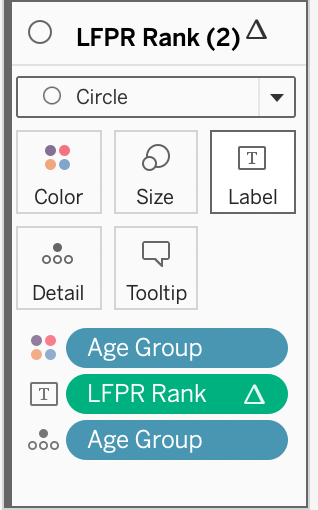 LFPR Rank (2) Δ
Circle
Color Size T Label
Detail Tooltip
Age Group
T LFPR Rank Δ
Age Group